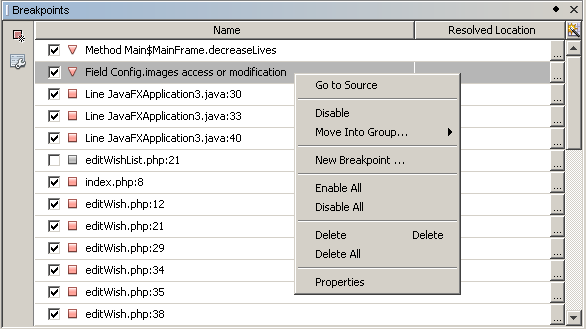 Breakpoints
Name Resolved Location
Method Main$MainFrame.decreaseLives ...
Field Config.images access or modification ...
Line JavaFXApplication3.java:30 ...
Line JavaFXApplication3.java:33 ...
Line JavaFXApplication3.java:40 ...
editWishList.php:21 ...
index.php:8 ...
editWish.php:12 ...
editWish.php:21 ...
editWish.php:29 ...
editWish.php:34 ...
editWish.php:35 ...
editWish.php:38 ...
Go to Source
Disable
Move Into Group...
New Breakpoint ...
Enable All
Disable All
Delete Delete
Delete All
Properties